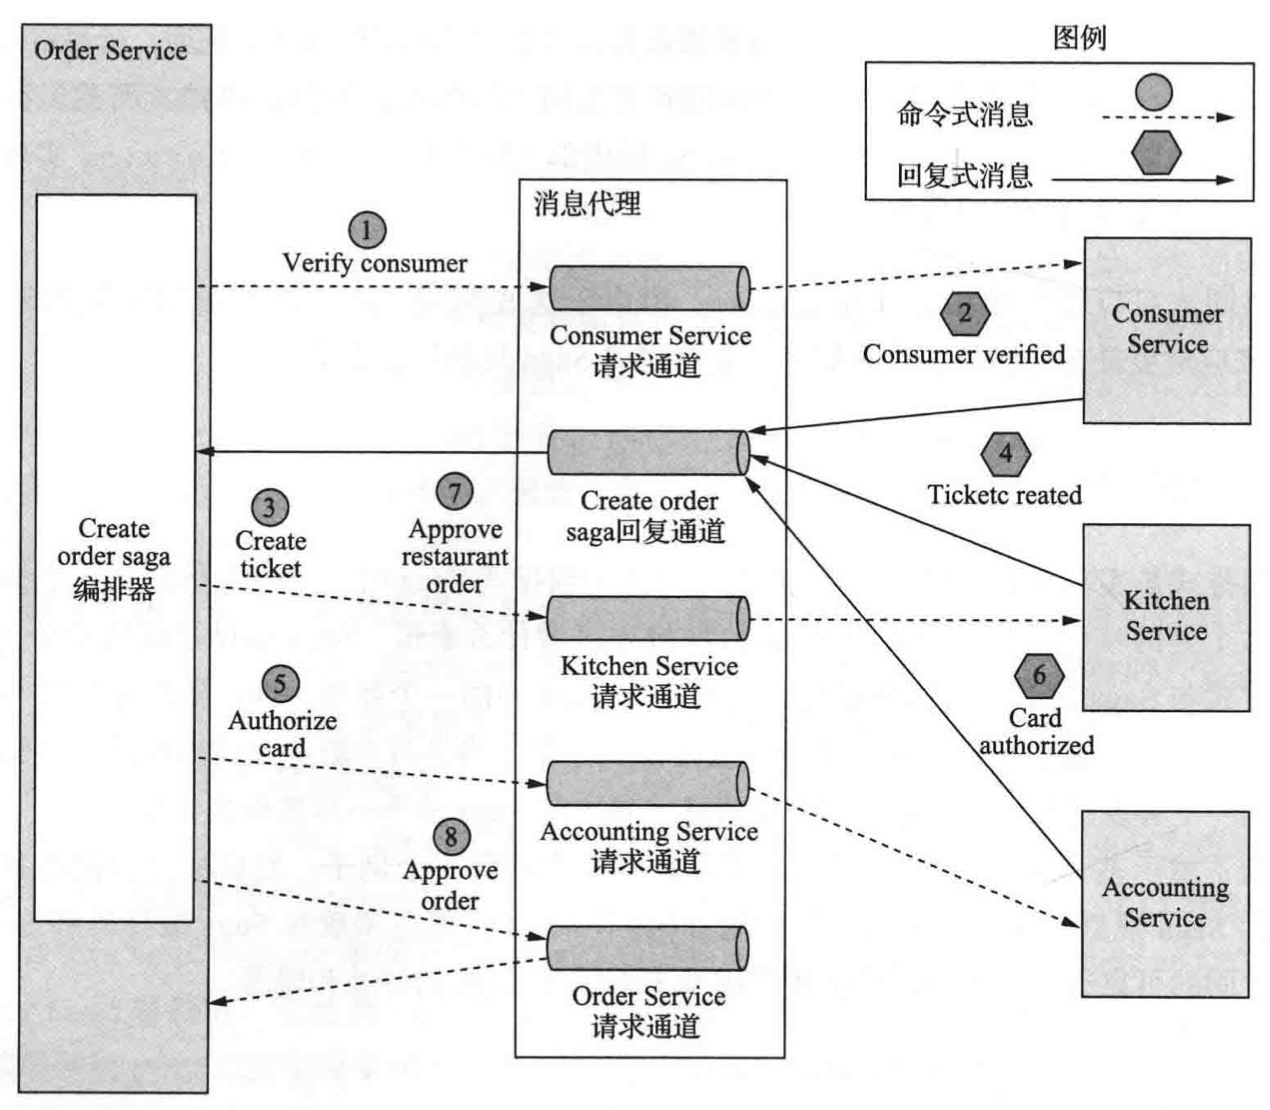 Order Service
图例
命令式消息
回复式消息
消息代理
1
Verify consumer
Consumer Service
请求通道
2
Consumer verified
Consumer
Service
Create order
saga回复通道
4
Ticketc reated
3
Create
ticket
7
Approve
restaurant
order
Create
order saga
编排器
Kitchen Service
请求通道
Kitchen
Service
5
Authorize
card
6
Card
authorized
Accounting Service
请求通道
8
Approve
order
Accounting
Service
Order Service
请求通道